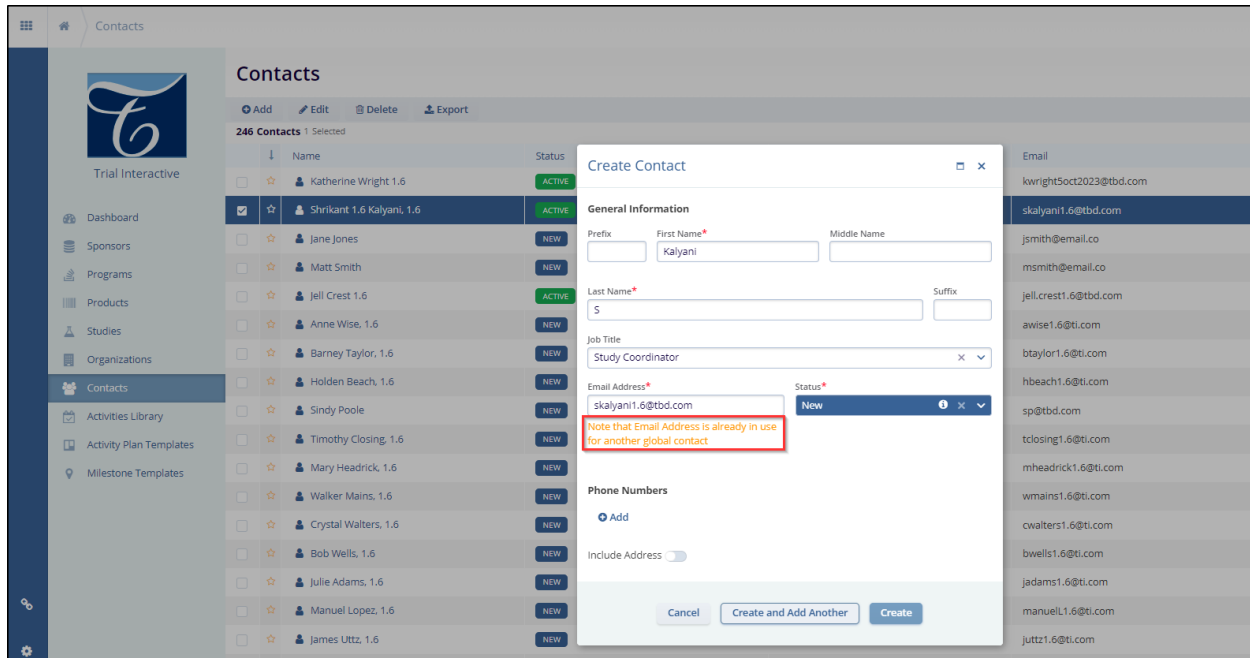 Contacts
Trial Interactive
Dashboard
Sponsors
Programs
Products
Studies
Organizations
Contacts
Activities Library
Activity Plan Templates
Milestone Templates
Contacts
Add Edit Delete Export
246 Contacts 1 Selected
Name Status Email
Katherine Wright 1.6 ACTIVE kwright5oct2023@tbd.com
Shrikant 1.6 Kalyani, 1.6 ACTIVE skalyani1.6@tbd.com
Jane Jones NEW jsmith@email.co
Matt Smith NEW msmith@email.co
Jell Crest 1.6 ACTIVE jell.crest1.6@tbd.com
Anne Wise, 1.6 NEW awise1.6@ti.com
Barney Taylor, 1.6 NEW btaylor1.6@ti.com
Holden Beach, 1.6 NEW hbeach1.6@ti.com
Sindy Poole NEW sp@tbd.com
Timothy Closing, 1.6 NEW tclosing1.6@ti.com
Mary Headrick, 1.6 NEW mheadrick1.6@ti.com
Walker Mains, 1.6 NEW wmains1.6@ti.com
Crystal Walters, 1.6 NEW cwalters1.6@ti.com
Bob Wells, 1.6 NEW bwells1.6@ti.com
Julie Adams, 1.6 NEW jadams1.6@ti.com
Manuel Lopez, 1.6 NEW manuelL1.6@ti.com
James Uttz, 1.6 NEW juttz1.6@ti.com
Create Contact
General Information
Prefix First Name* Middle Name
Kalyani
Last Name* Suffix
S
Job Title
Study Coordinator
Email Address* Status*
skalyani1.6@tbd.com New
Note that Email Address is already in use
for another global contact
Phone Numbers
Add
Include Address
Cancel Create and Add Another Create